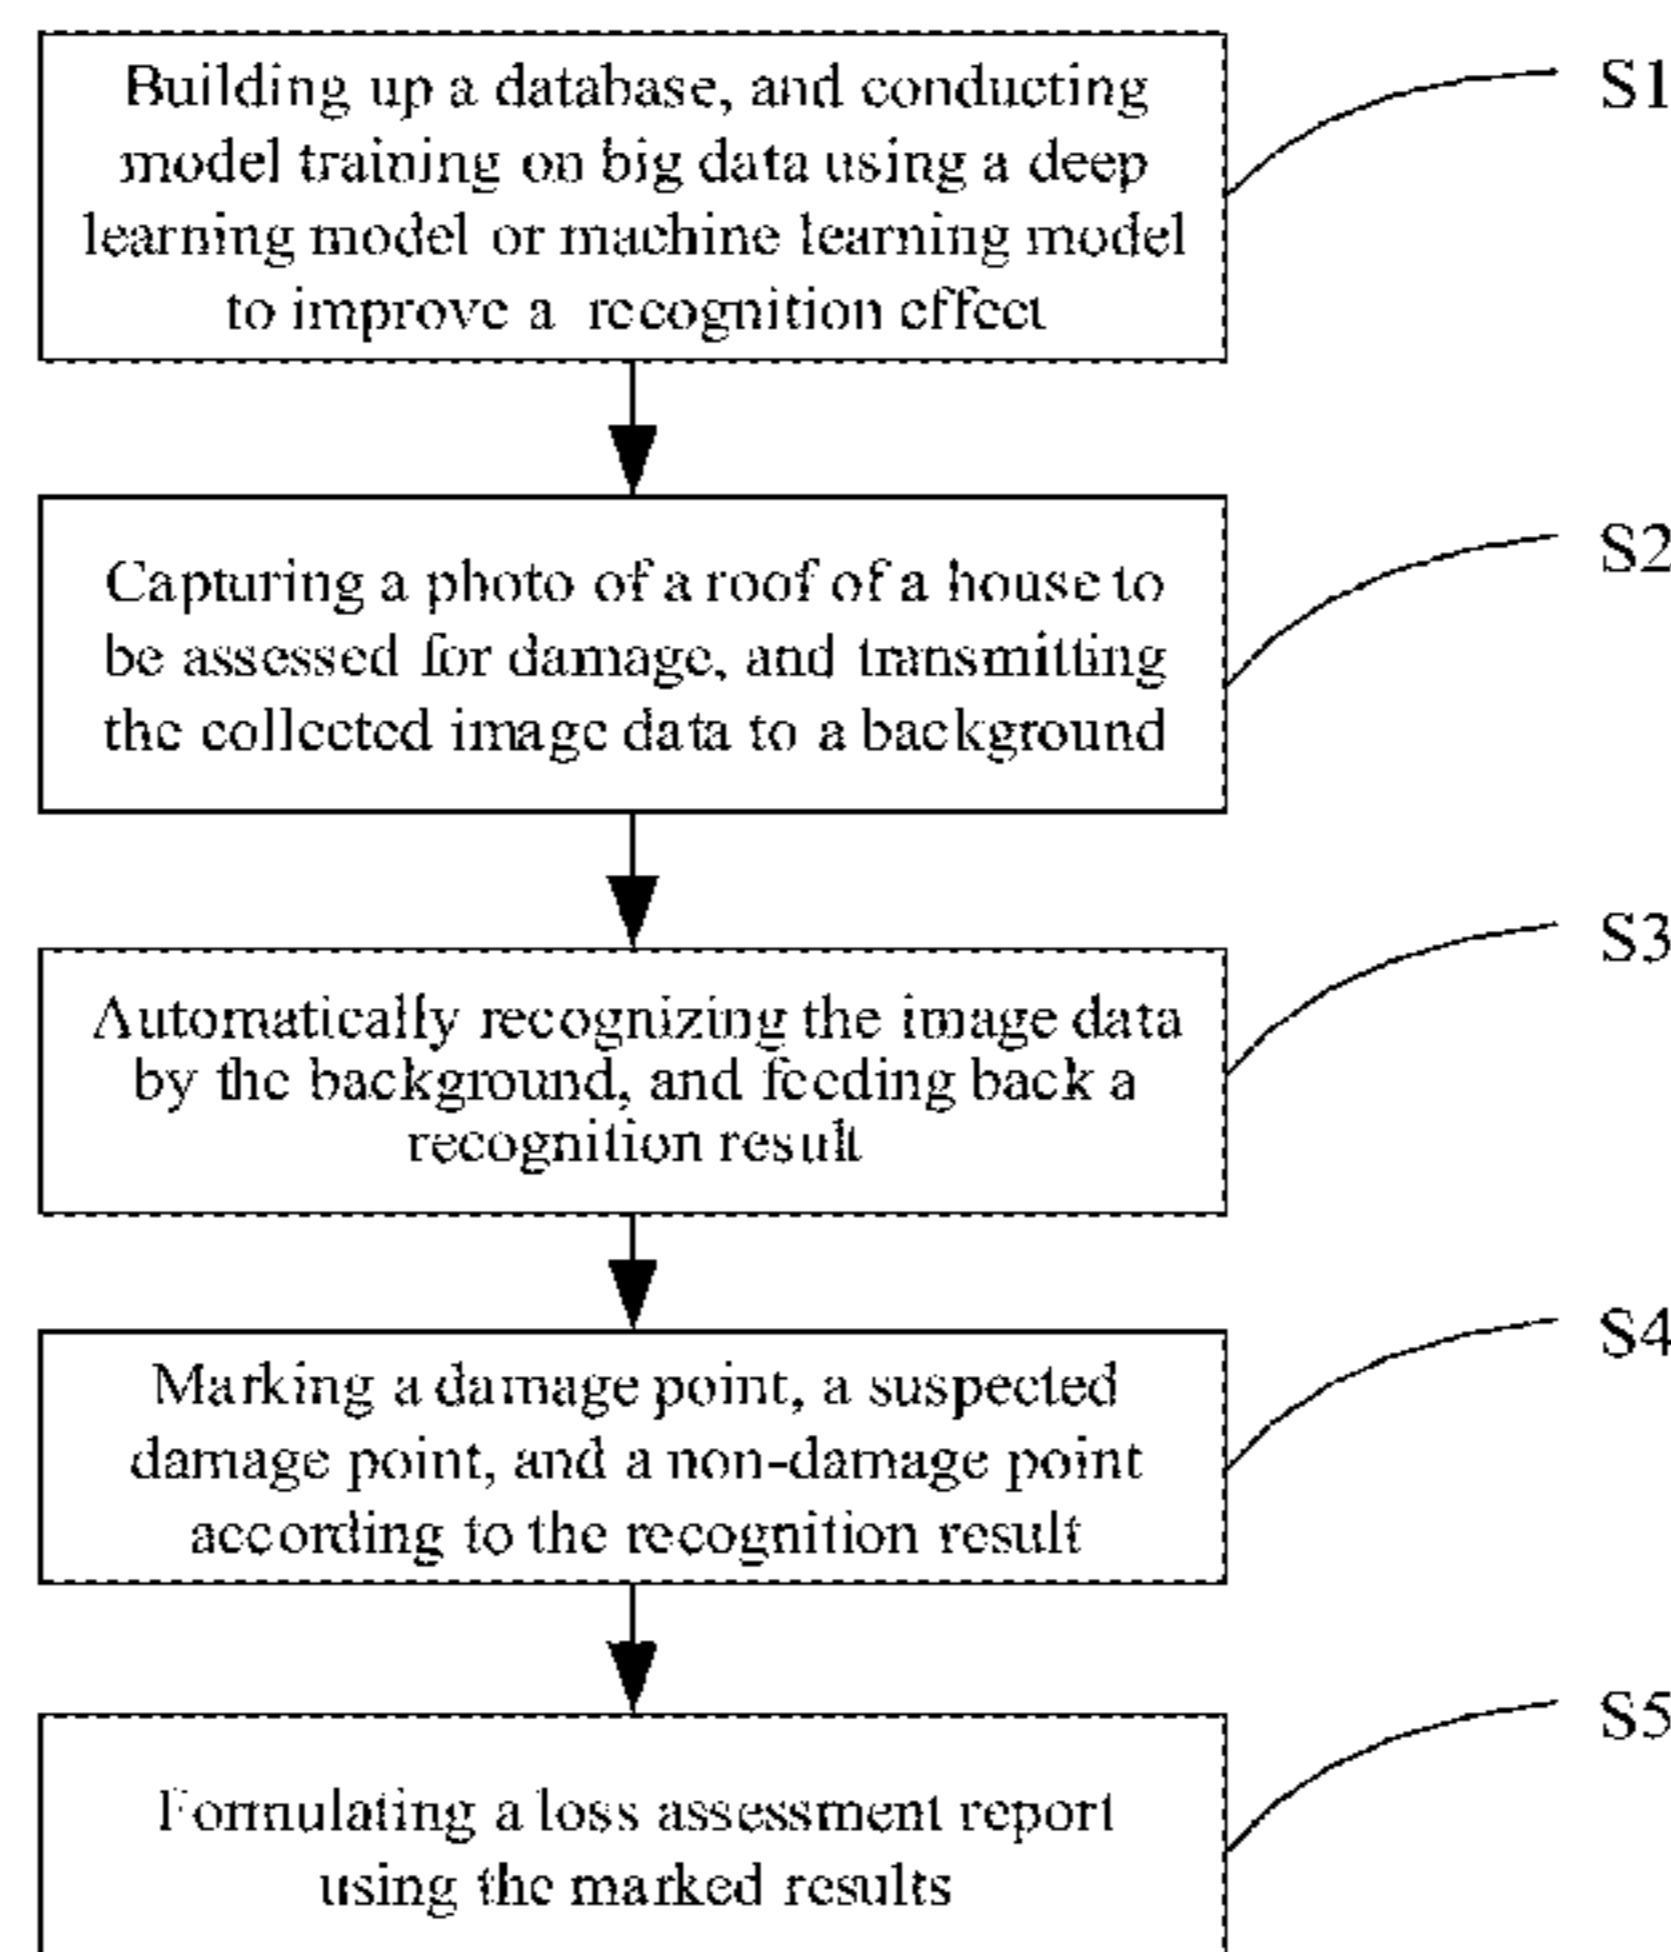 Building up a database, and conducting
model training on big data using a deep
learning model or machine learning model
to improve a recognition effect
S1
Capturing a photo of a roof of a house to
be assessed for damage, and transmitting
the collected image data to a background
S2
Automatically recognizing the image data
by the background, and feeding back a
recognition result
S3
Marking a damage point, a suspected
damage point, and a non-damage point
according to the recognition result
S4
Formulating a loss assessment report
using the marked results
S5